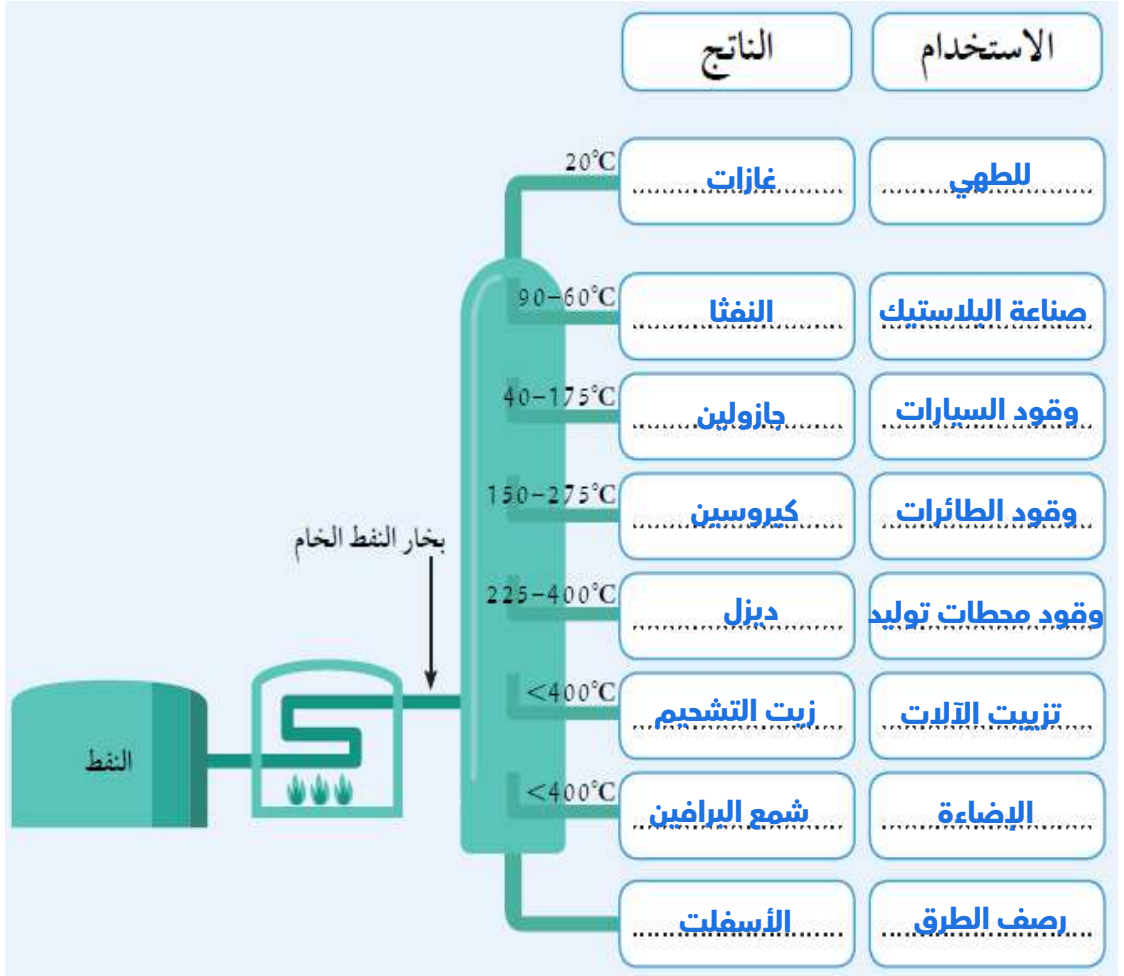 الاستخدام
الناتج
20°C
غازات
للطهي
90-60°C
النفثا
صناعة البلاستيك
40-175°C
جازولين
وقود السيارات
150-275°C
كيروسين
وقود الطائرات
بخار النفط الخام
225-400°C
ديزل
وقود محطات توليد
<400°C
زيت التشحيم
تزييت الآلات
النفط
<400°C
شمع البرافين
الإضاءة
الأسفلت
رصف الطرق